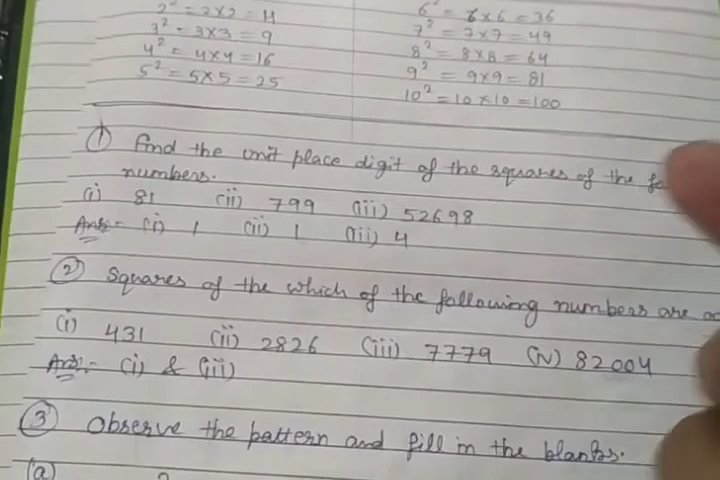 2² = 2×2 = 4
3² = 3×3 = 9
4² = 4×4 = 16
5² = 5×5 = 25
6² = 6×6 = 36
7² = 7×7 = 49
8² = 8×8 = 64
9² = 9×9 = 81
10² = 10×10 = 100
① Find the unit place digit of the squares of the fo
numbers.
(i) 81 (ii) 799 (iii) 52698
Ans:- (i) 1 (ii) 1 (iii) 4
② Squares of the which of the following numbers are
(i) 431 (ii) 2826 (iii) 7779 (iv) 82004
Ans:- (i) & (iii)
③ Observe the pattern and fill in the blanks.
(a)